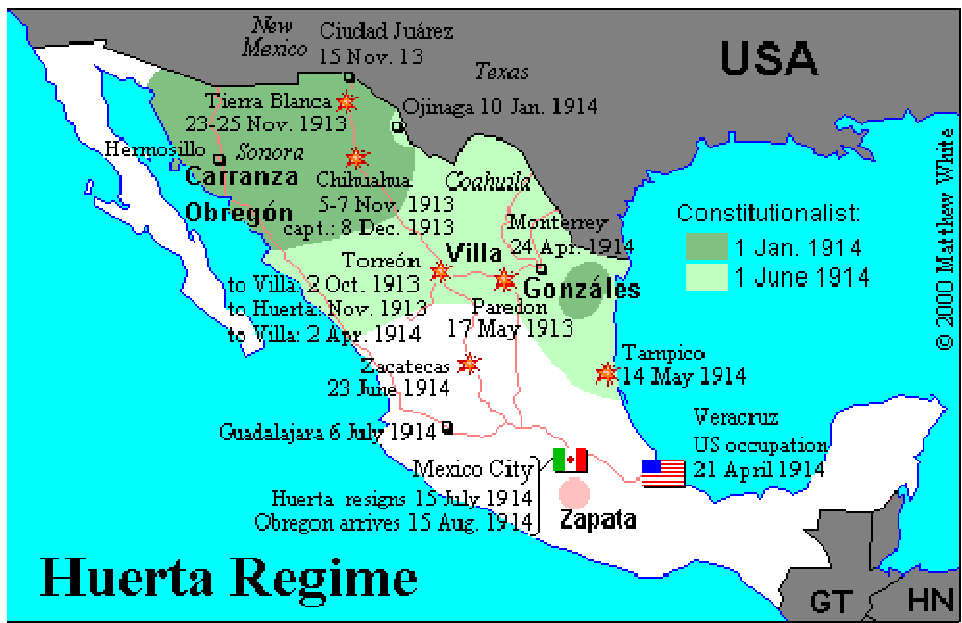 New
Mexico
Ciudad Juárez
15 Nov. 13
Texas
USA
Tierra Blanca
23-25 Nov. 1913
Ojinaga 10 Jan. 1914
Hermosillo
Sonora
Carranza
Chihuahua
Coahuila
Obregón
5-7 Nov. 1913
capt.: 8 Dec. 1913
Monterrey
24 Apr. 1914
Villa
Torreón
to Villa: 2 Oct. 1913
to Huerta: Nov. 1913
to Villa: 2 Apr. 1914
Gonzáles
Paredon
17 May 1913
Constitutionalist:
1 Jan. 1914
1 June 1914
© 2000 Matthew White
Zacatecas
23 June 1914
Tampico
14 May 1914
Guadalajara 6 July 1914
Veracruz
US occupation
21 April 1914
Mexico City
Huerta resigns 15 July 1914
Obregon arrives 15 Aug. 1914
Zapata
Huerta Regime
GT
HN